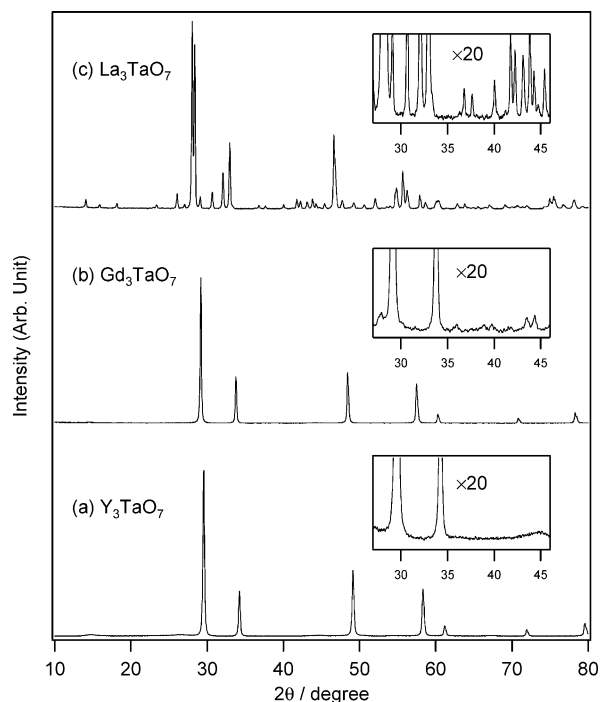 (c) La₃TaO₇
×20
30 35 40 45
(b) Gd₃TaO₇
×20
30 35 40 45
(a) Y₃TaO₇
×20
30 35 40 45
Intensity (Arb. Unit)
10 20 30 40 50 60 70 80
2θ / degree